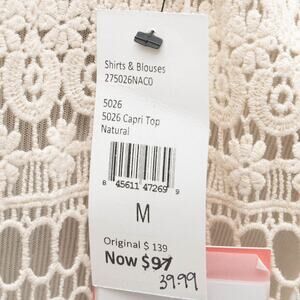 Shirts & Blouses
275026NAC0
5026
5026 Capri Top
Natural
8 45611 47269 9
M
Original $ 139
Now $97
39.99